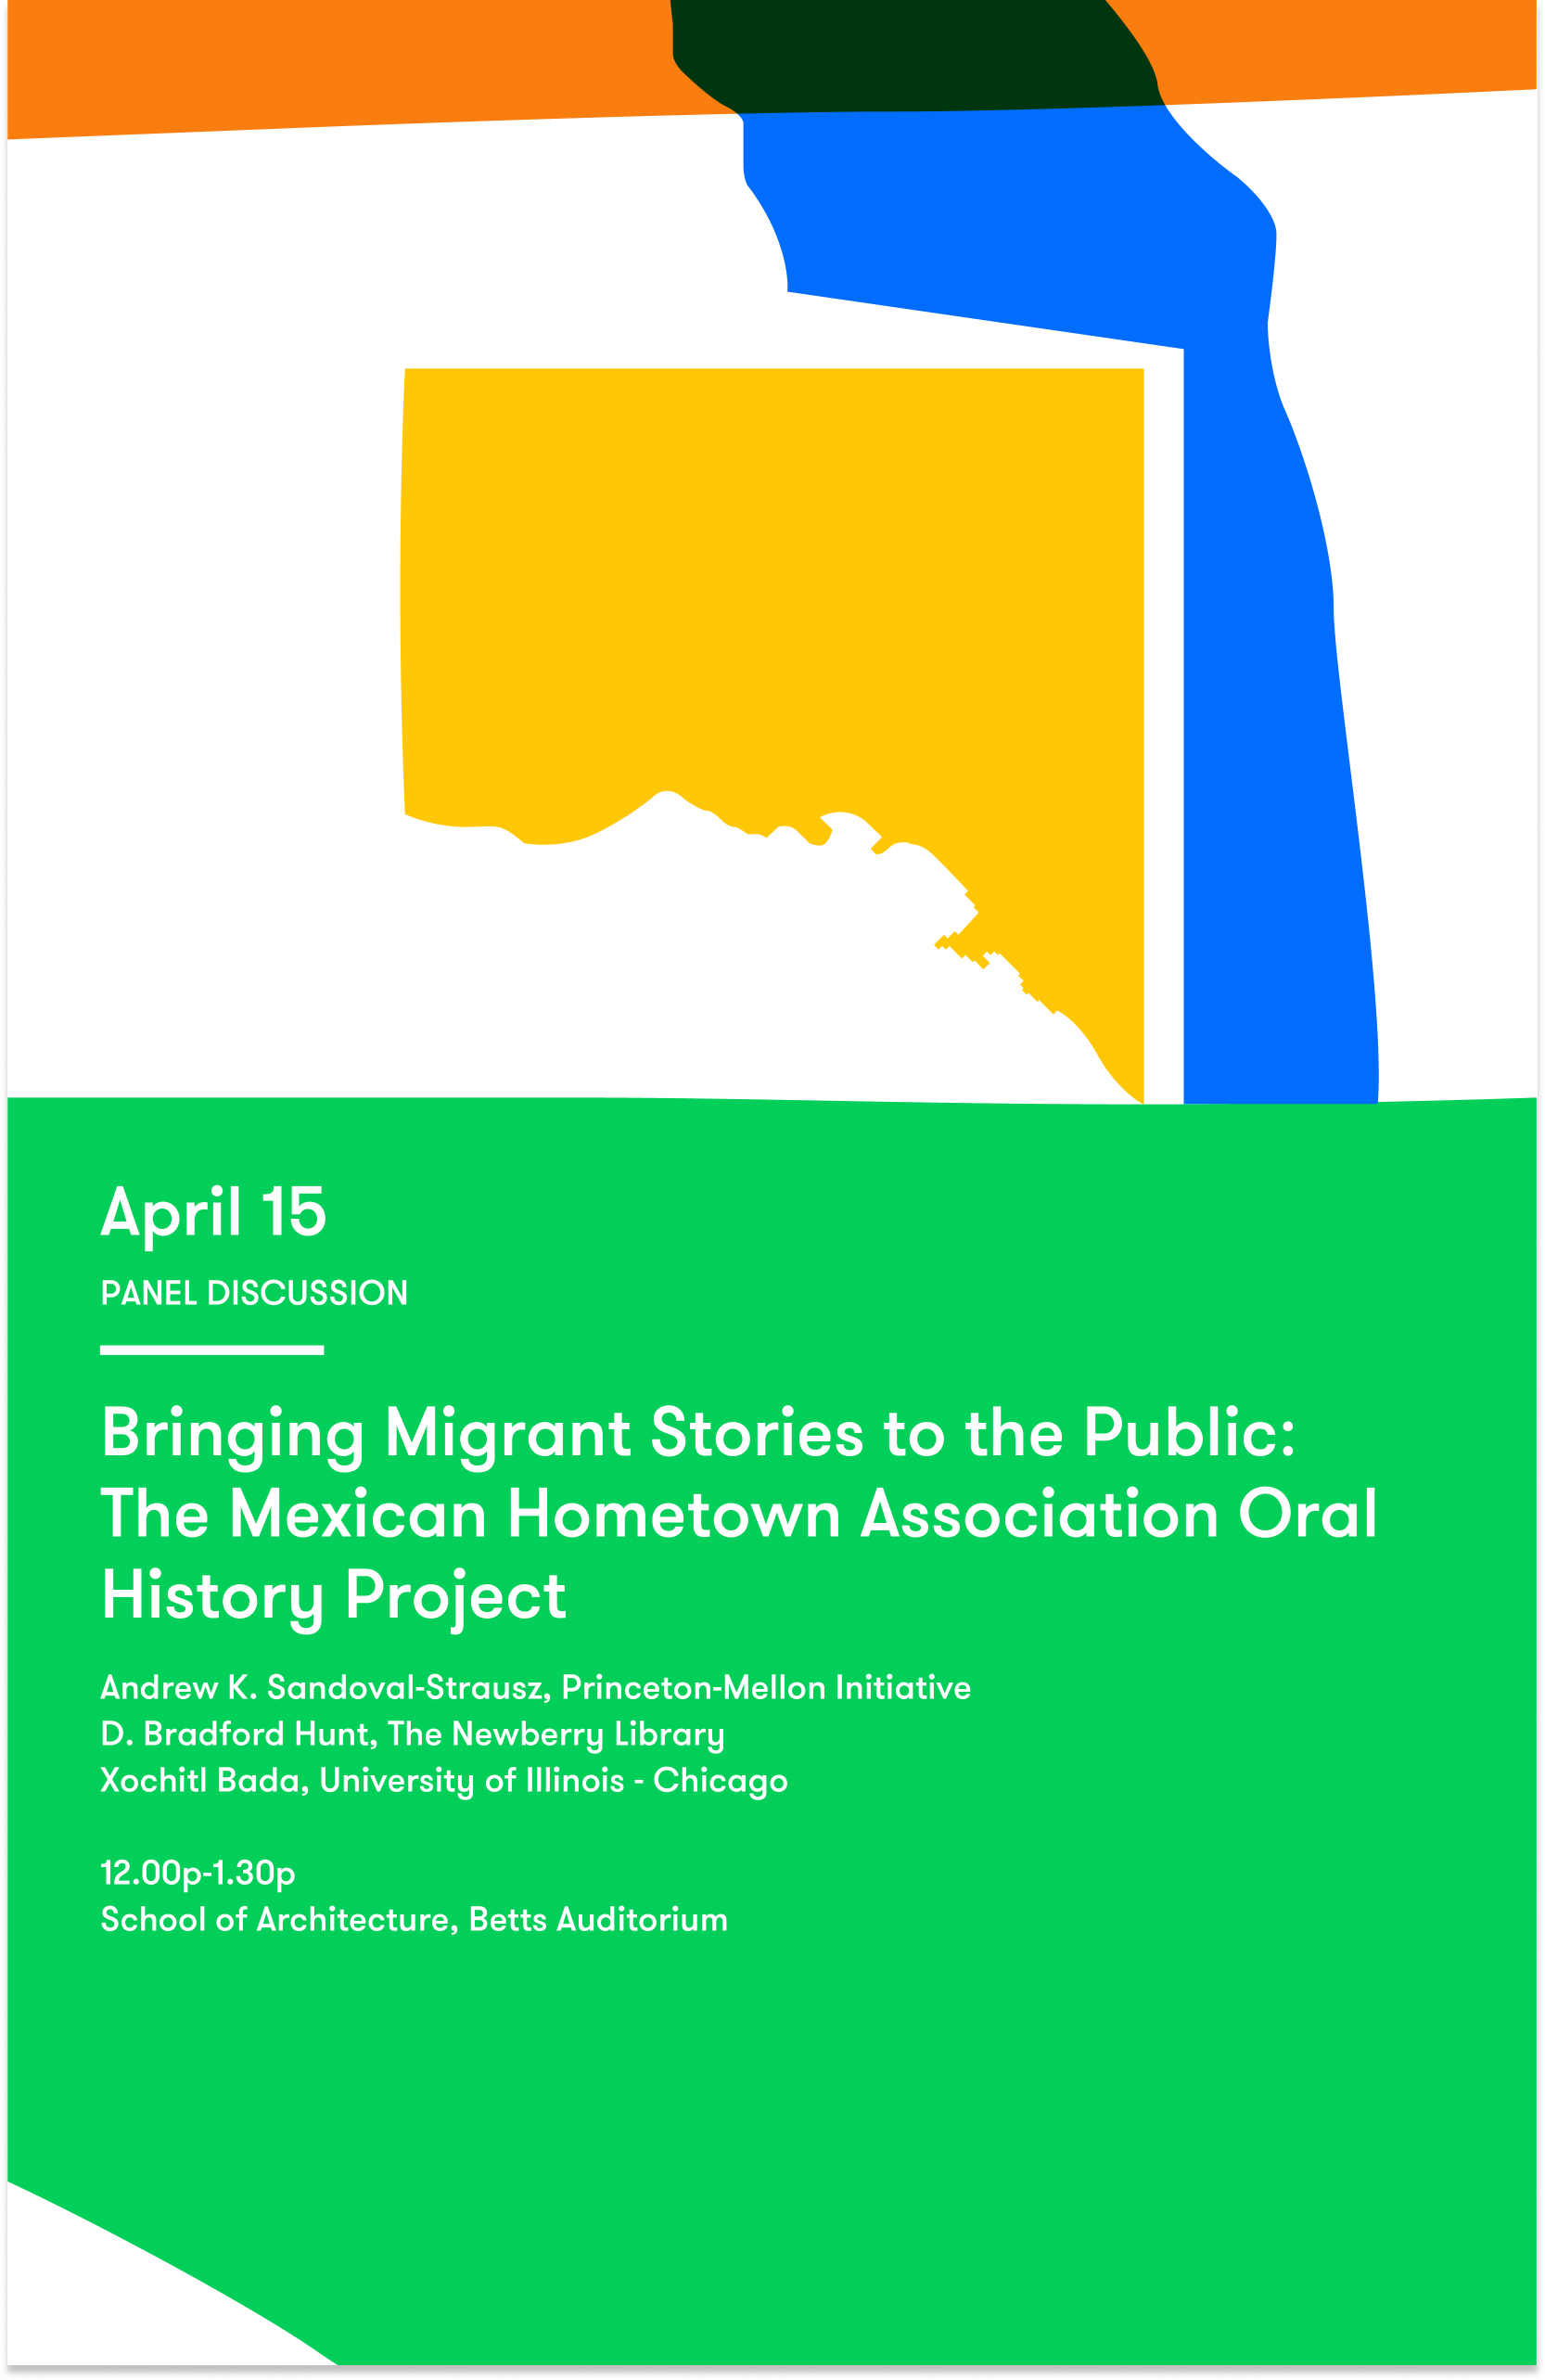 April 15
PANEL DISCUSSION
Bringing Migrant Stories to the Public:
The Mexican Hometown Association Oral
History Project
Andrew K. Sandoval-Strausz, Princeton-Mellon Intiative
D. Bradford Hunt, The Newberry Library
Xochitl Bada, University of Illinois - Chicago
12.00p-1.30p
School of Architecture, Betts Auditorium